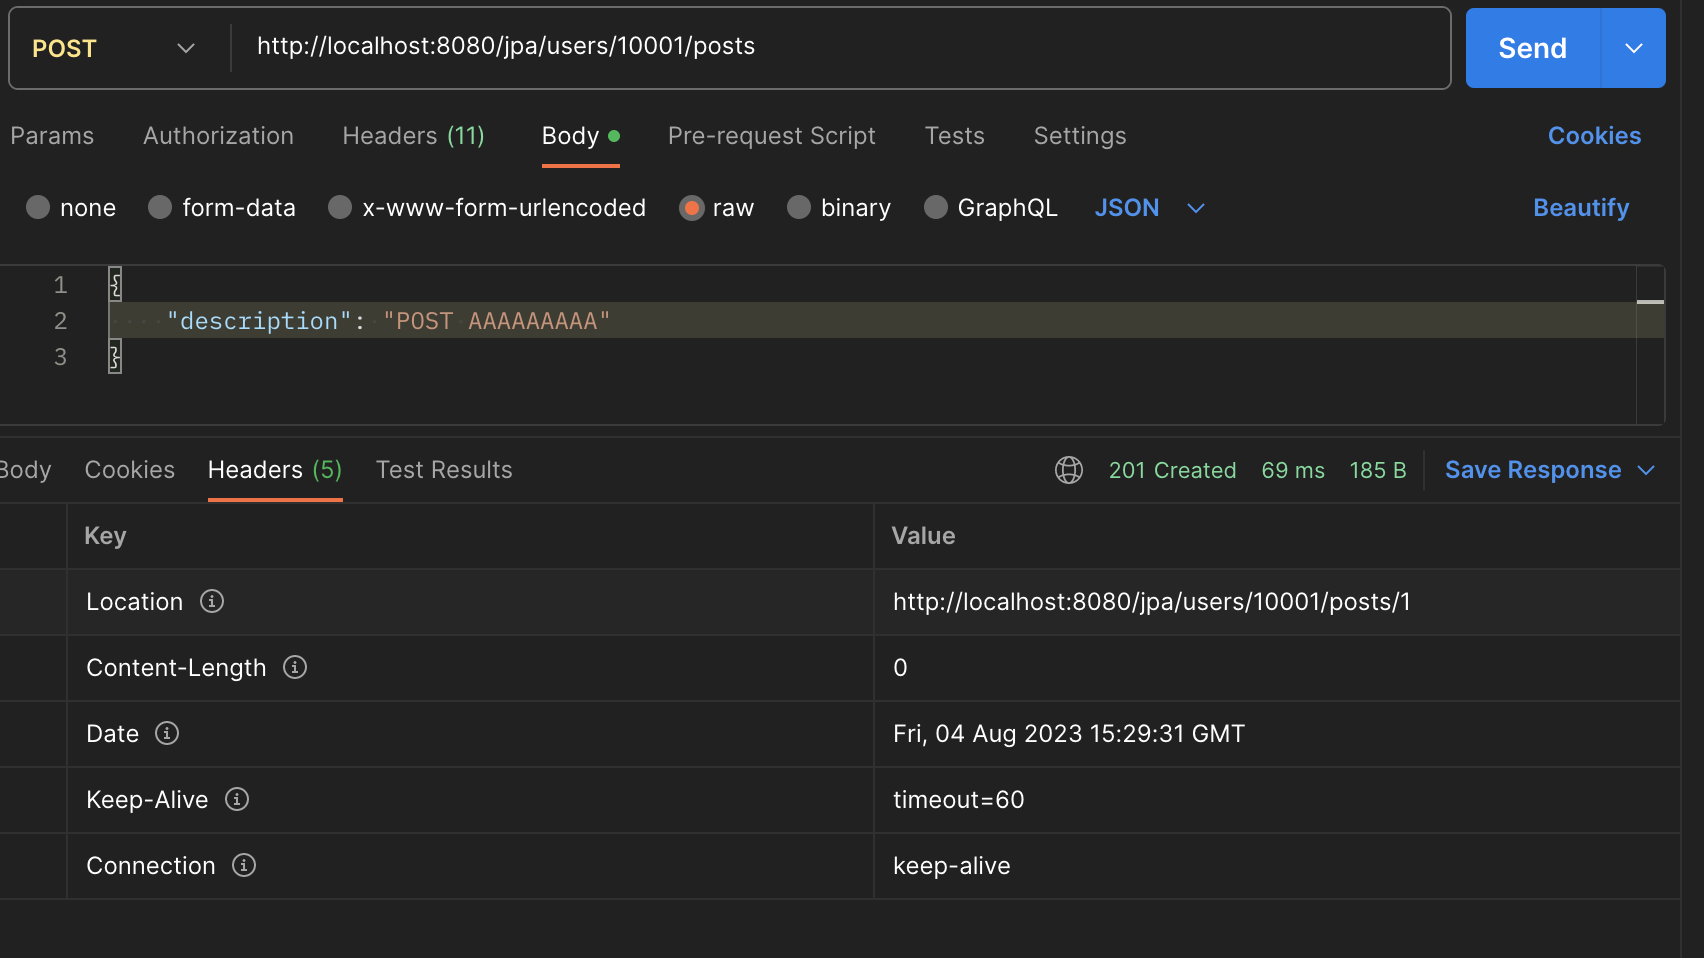 POST http://localhost:8080/jpa/users/10001/posts Send
Params Authorization Headers (11) Body Pre-request Script Tests Settings Cookies
none form-data x-www-form-urlencoded raw binary GraphQL JSON Beautify
1 {
2 "description": "POST AAAAAAAAA"
3 }
Body Cookies Headers (5) Test Results 201 Created 69 ms 185 B Save Response
Key Value
Location http://localhost:8080/jpa/users/10001/posts/1
Content-Length 0
Date Fri, 04 Aug 2023 15:29:31 GMT
Keep-Alive timeout=60
Connection keep-alive